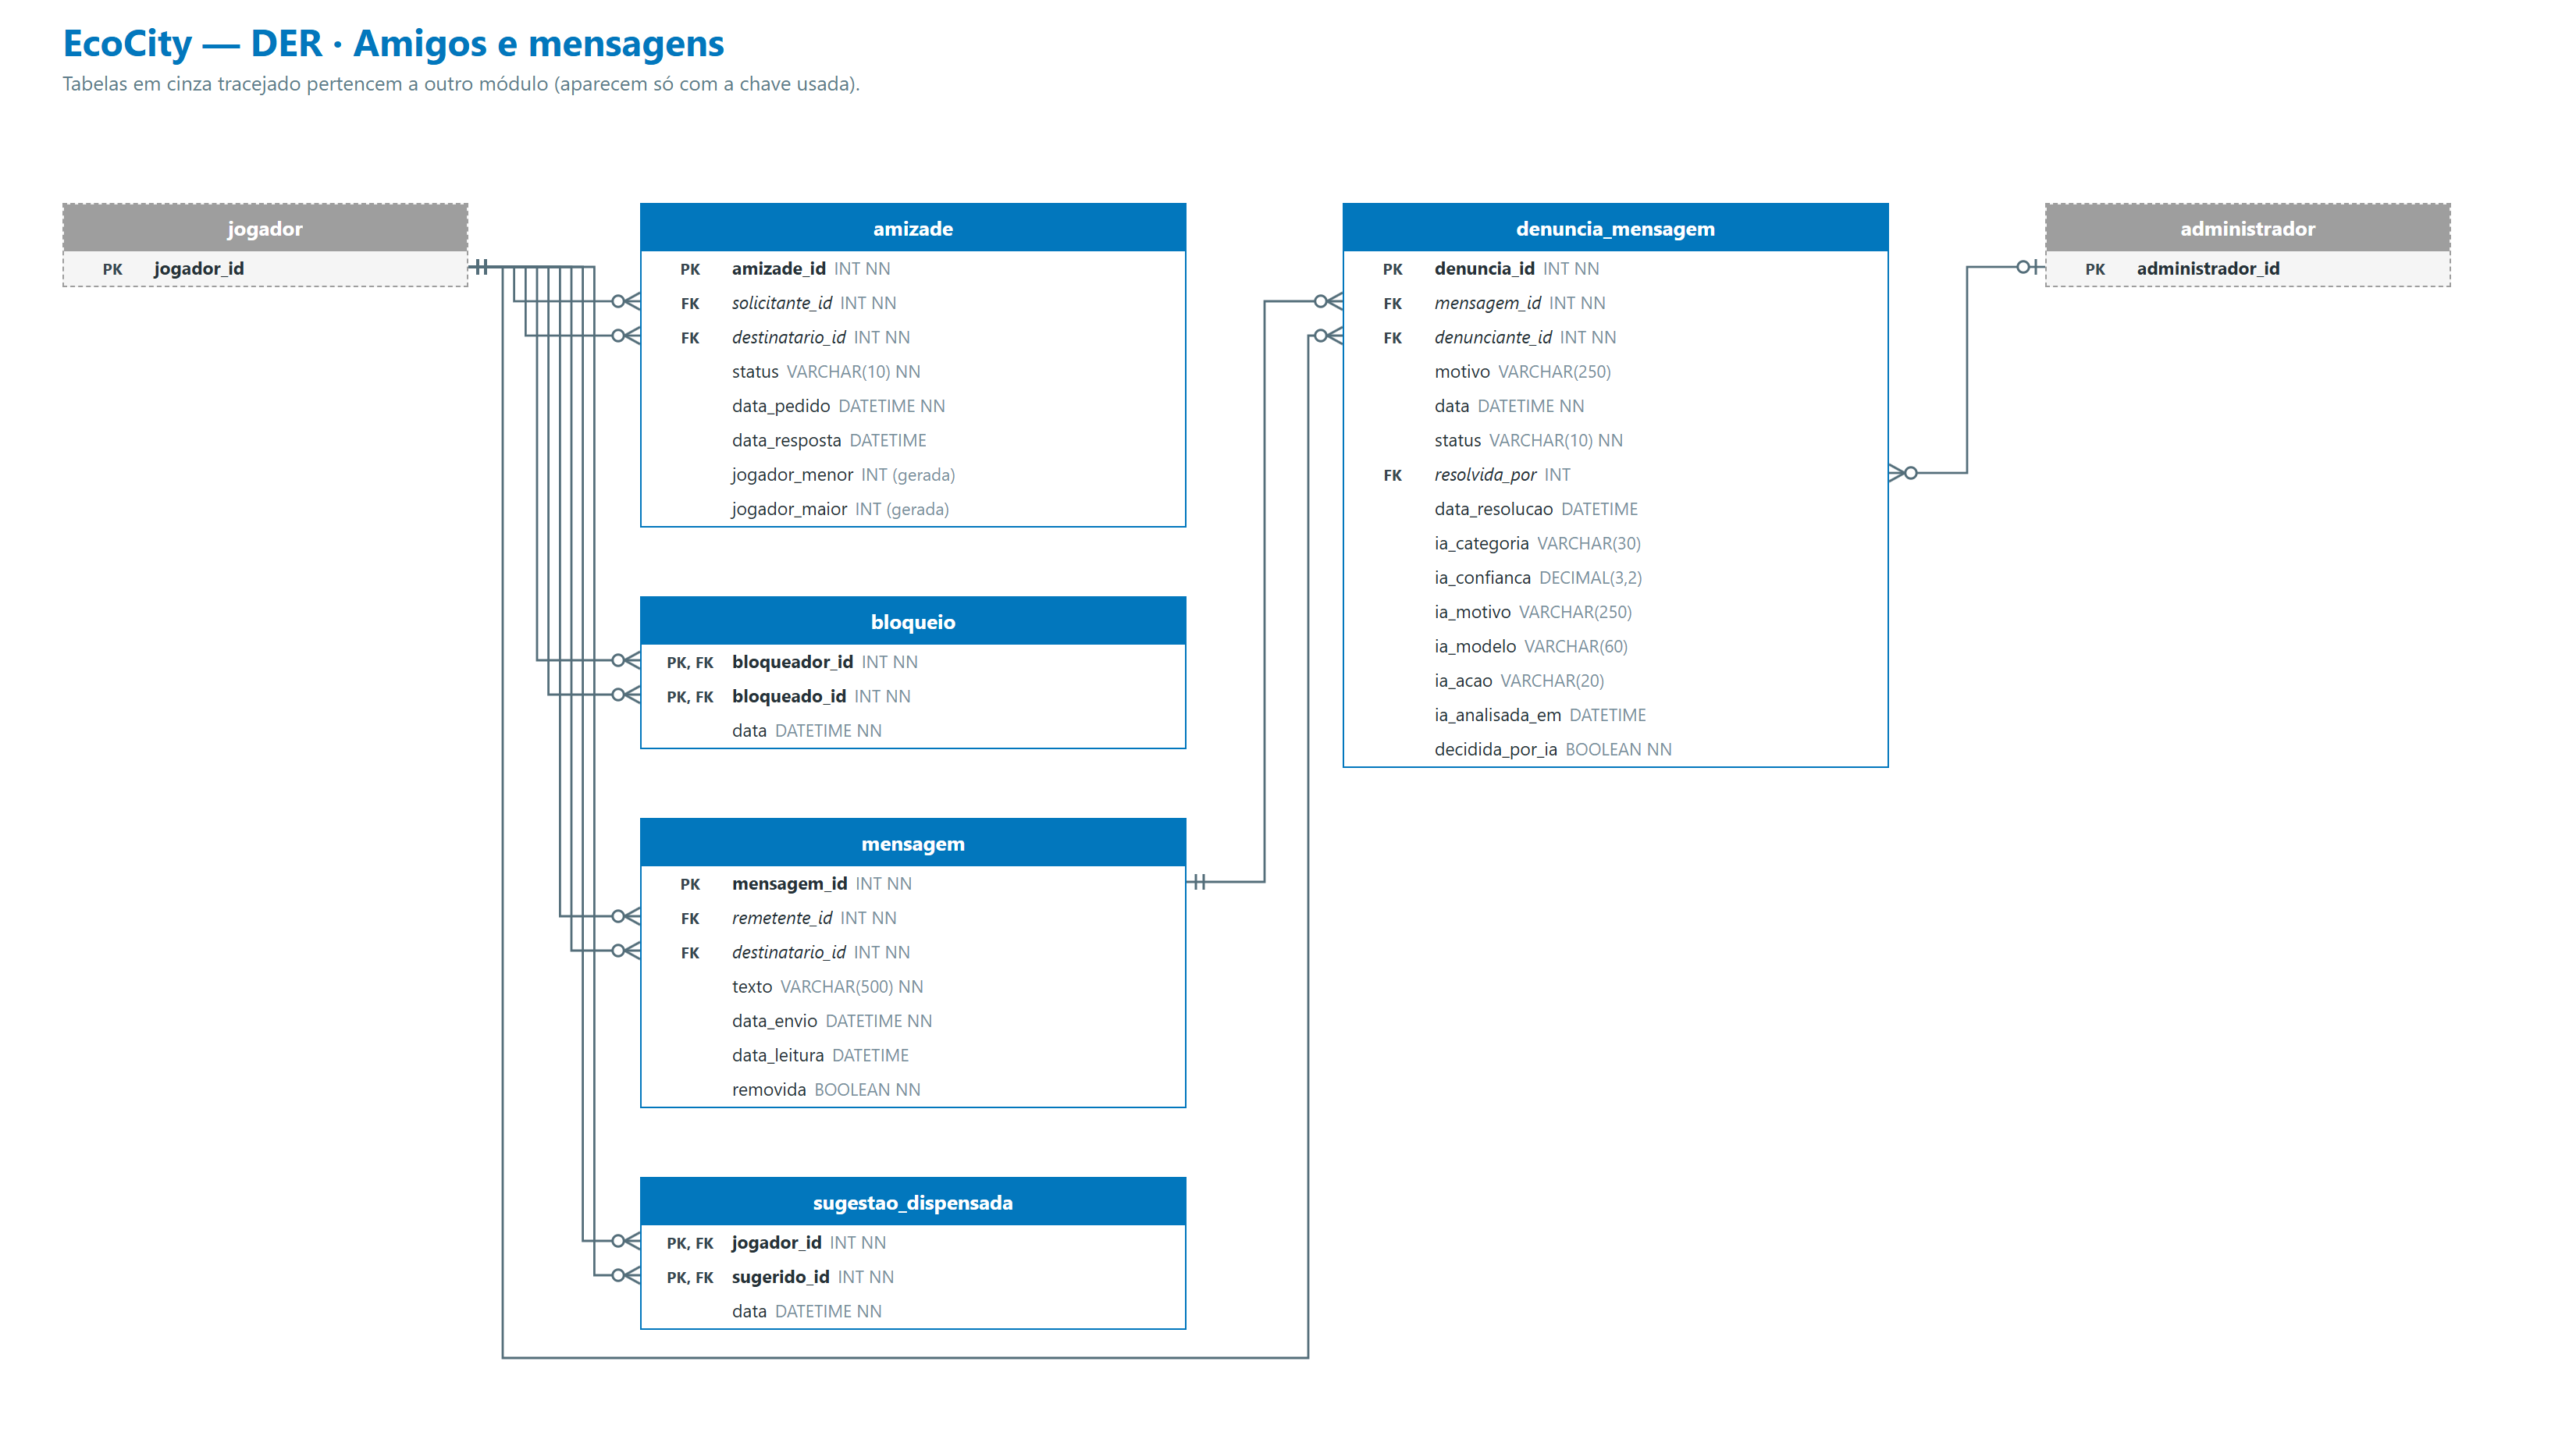 EcoCity — DER · Amigos e mensagens
Tabelas em cinza tracejado pertencem a outro módulo (aparecem só com a chave usada).
jogador
PK jogador_id
amizade
PK amizade_id INT NN
FK solicitante_id INT NN
FK destinatario_id INT NN
status VARCHAR(10) NN
data_pedido DATETIME NN
data_resposta DATETIME
jogador_menor INT (gerada)
jogador_maior INT (gerada)
bloqueio
PK, FK bloqueador_id INT NN
PK, FK bloqueado_id INT NN
data DATETIME NN
mensagem
PK mensagem_id INT NN
FK remetente_id INT NN
FK destinatario_id INT NN
texto VARCHAR(500) NN
data_envio DATETIME NN
data_leitura DATETIME
removida BOOLEAN NN
sugestao_dispensada
PK, FK jogador_id INT NN
PK, FK sugerido_id INT NN
data DATETIME NN
denuncia_mensagem
PK denuncia_id INT NN
FK mensagem_id INT NN
FK denunciante_id INT NN
motivo VARCHAR(250)
data DATETIME NN
status VARCHAR(10) NN
FK resolvida_por INT
data_resolucao DATETIME
ia_categoria VARCHAR(30)
ia_confianca DECIMAL(3,2)
ia_motivo VARCHAR(250)
ia_modelo VARCHAR(60)
ia_acao VARCHAR(20)
ia_analisada_em DATETIME
decidida_por_ia BOOLEAN NN
administrador
PK administrador_id